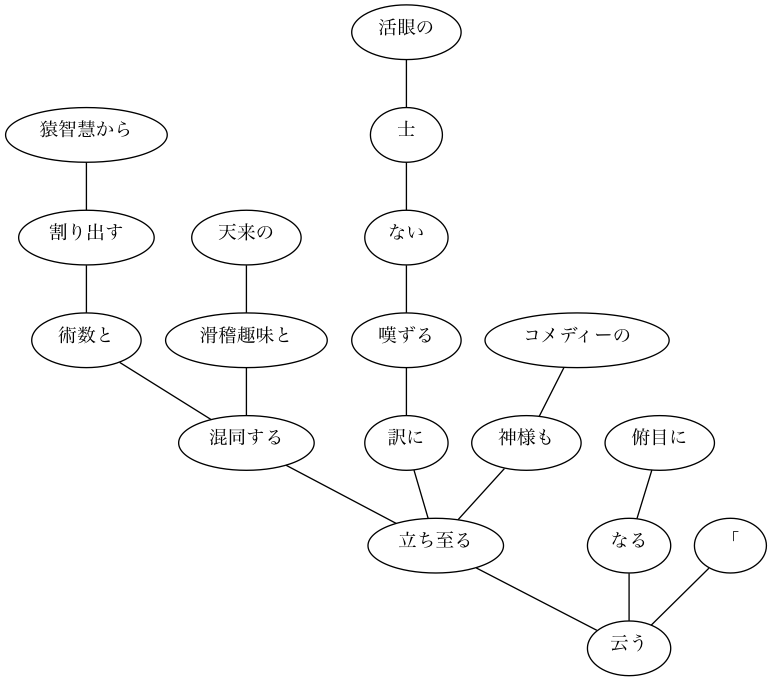 活眼の
猿智慧から
士
割り出す
天来の
ない
術数と
滑稽趣味と
嘆ずる
コメディーの
混同する
訳に
神様も
俯目に
立ち至る
なる
「
云う